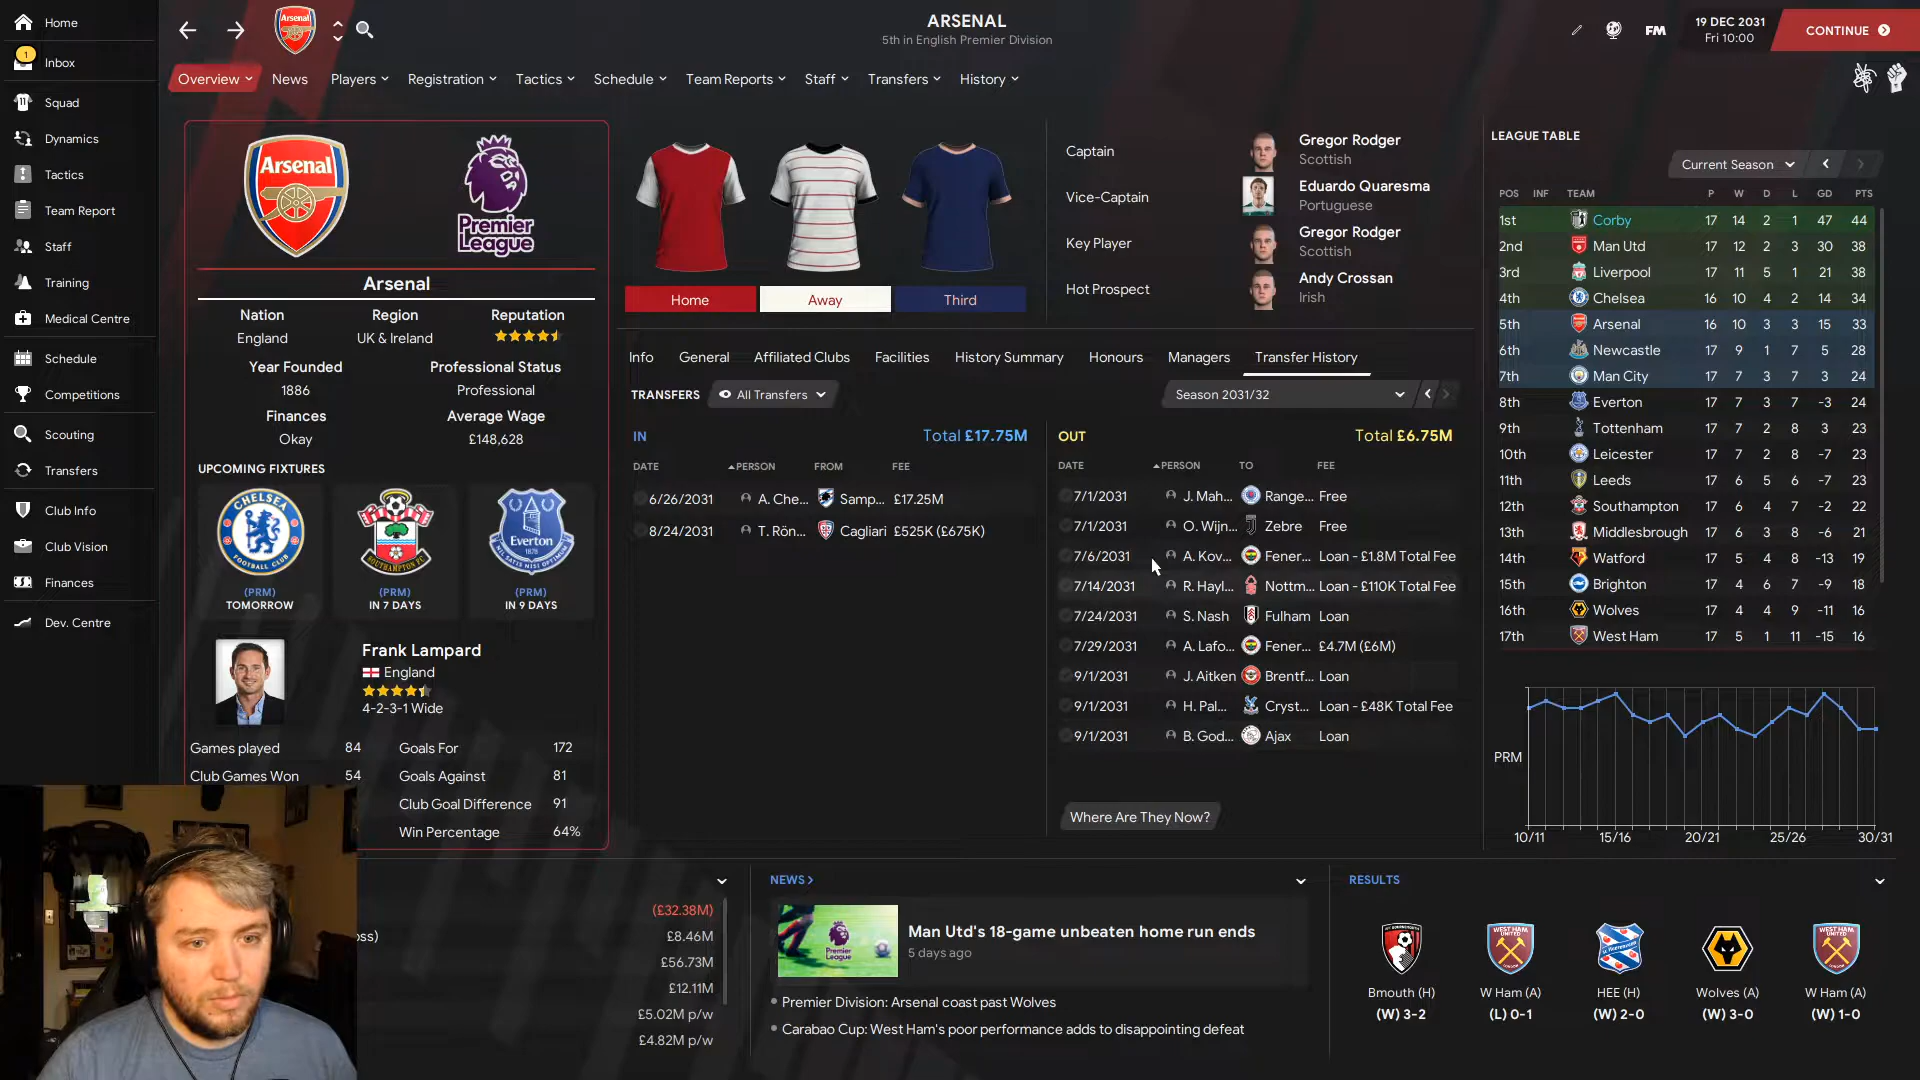 Home
1
Inbox
Squad
Dynamics
Tactics
Team Report
Staff
Training
Medical Centre
Schedule
Competitions
Scouting
Transfers
Club Info
Club Vision
Finances
Dev. Centre
Arsenal
ARSENAL
5th in English Premier Division
FM
19 DEC 2031
Fri 10:00
CONTINUE
Overview News Players Registration Tactics Schedule Team Reports Staff Transfers History
Arsenal
Premier
League
Arsenal
Nation Region Reputation
England UK & Ireland
Year Founded Professional Status
1886 Professional
Finances Average Wage
Okay £148,628
UPCOMING FIXTURES
CHELSEA
FOOTBALL CLUB
SOUTHAMPTON FC
Everton
1878
(PRM) (PRM) (PRM)
TOMORROW IN 7 DAYS IN 9 DAYS
Frank Lampard
England
4-2-3-1 Wide
Games played 84 Goals For 172
Club Games Won 54 Goals Against 81
Club Goal Difference 91
Win Percentage 64%
Home Away Third
Captain Gregor Rodger
Scottish
Vice-Captain Eduardo Quaresma
Portuguese
Key Player Gregor Rodger
Scottish
Hot Prospect Andy Crossan
Irish
Info General Affiliated Clubs Facilities History Summary Honours Managers Transfer History
TRANSFERS All Transfers Season 2031/32
IN Total £17.75M
DATE PERSON FROM FEE
6/26/2031 A. Che... Samp... £17.25M
8/24/2031 T. Rön... Cagliari £525K (£675K)
OUT Total £6.75M
DATE PERSON TO FEE
7/1/2031 J. Mah... Range... Free
7/1/2031 O. Wijn... Zebre Free
7/6/2031 A. Kov... Fener... Loan - £1.8M Total Fee
7/14/2031 R. Hayl... Nottm... Loan - £110K Total Fee
7/24/2031 S. Nash Fulham Loan
7/29/2031 A. Lafo... Fener... £4.7M (£6M)
9/1/2031 J. Aitken Brentf... Loan
9/1/2031 H. Pal... Cryst... Loan - £48K Total Fee
9/1/2031 B. God... Ajax Loan
Where Are They Now?
LEAGUE TABLE
Current Season
POS INF TEAM P W D L GD PTS
1st Corby 17 14 2 1 47 44
2nd Man Utd 17 12 2 3 30 38
3rd Liverpool 17 11 5 1 21 38
4th Chelsea 16 10 4 2 14 34
5th Arsenal 16 10 3 3 15 33
6th Newcastle 17 9 1 7 5 28
7th Man City 17 7 3 7 3 24
8th Everton 17 7 3 7 -3 24
9th Tottenham 17 7 2 8 3 23
10th Leicester 17 7 2 8 -7 23
11th Leeds 17 6 5 6 -7 23
12th Southampton 17 6 4 7 -2 22
13th Middlesbrough 17 6 3 8 -6 21
14th Watford 17 5 4 8 -13 19
15th Brighton 17 4 6 7 -9 18
16th Wolves 17 4 4 9 -11 16
17th West Ham 17 5 1 11 -15 16
PRM
10/11 15/16 20/21 25/26 30/31
(£32.38M)
oss) £8.46M
£56.73M
£12.11M
£5.02M p/w
£4.82M p/w
NEWS >
Premier
League
Man Utd's 18-game unbeaten home run ends
5 days ago
Premier Division: Arsenal coast past Wolves
Carabao Cup: West Ham's poor performance adds to disappointing defeat
RESULTS
Bmouth (H) W Ham (A) HEE (H) Wolves (A) W Ham (A)
(W) 3-2 (L) 0-1 (W) 2-0 (W) 3-0 (W) 1-0